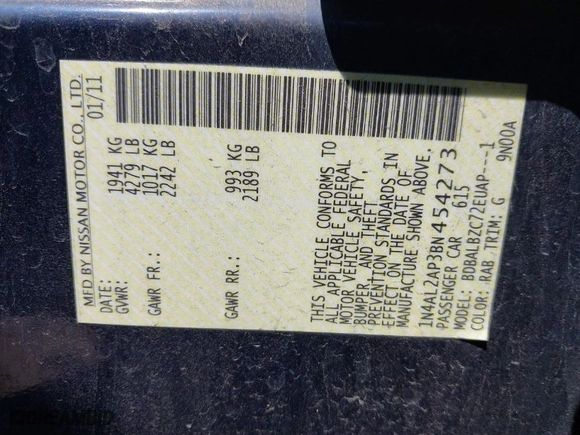 MFD BY NISSAN MOTOR CO., LTD.
DATE: 01/11
GVWR: 1941 KG
4279 LB
GAWR FR.: 1017 KG
2242 LB
GAWR RR.: 993 KG
2189 LB
THIS VEHICLE CONFORMS TO
ALL APPLICABLE FEDERAL
MOTOR VEHICLE SAFETY,
BUMPER, AND THEFT
PREVENTION STANDARDS IN
EFFECT ON THE DATE OF
MANUFACTURE SHOWN ABOVE.
1N4AL2AP3BN454273
PASSENGER CAR 615
MODEL: BDBALBZC72EUAP---1
COLOR: RAB TRIM: G 9N00A